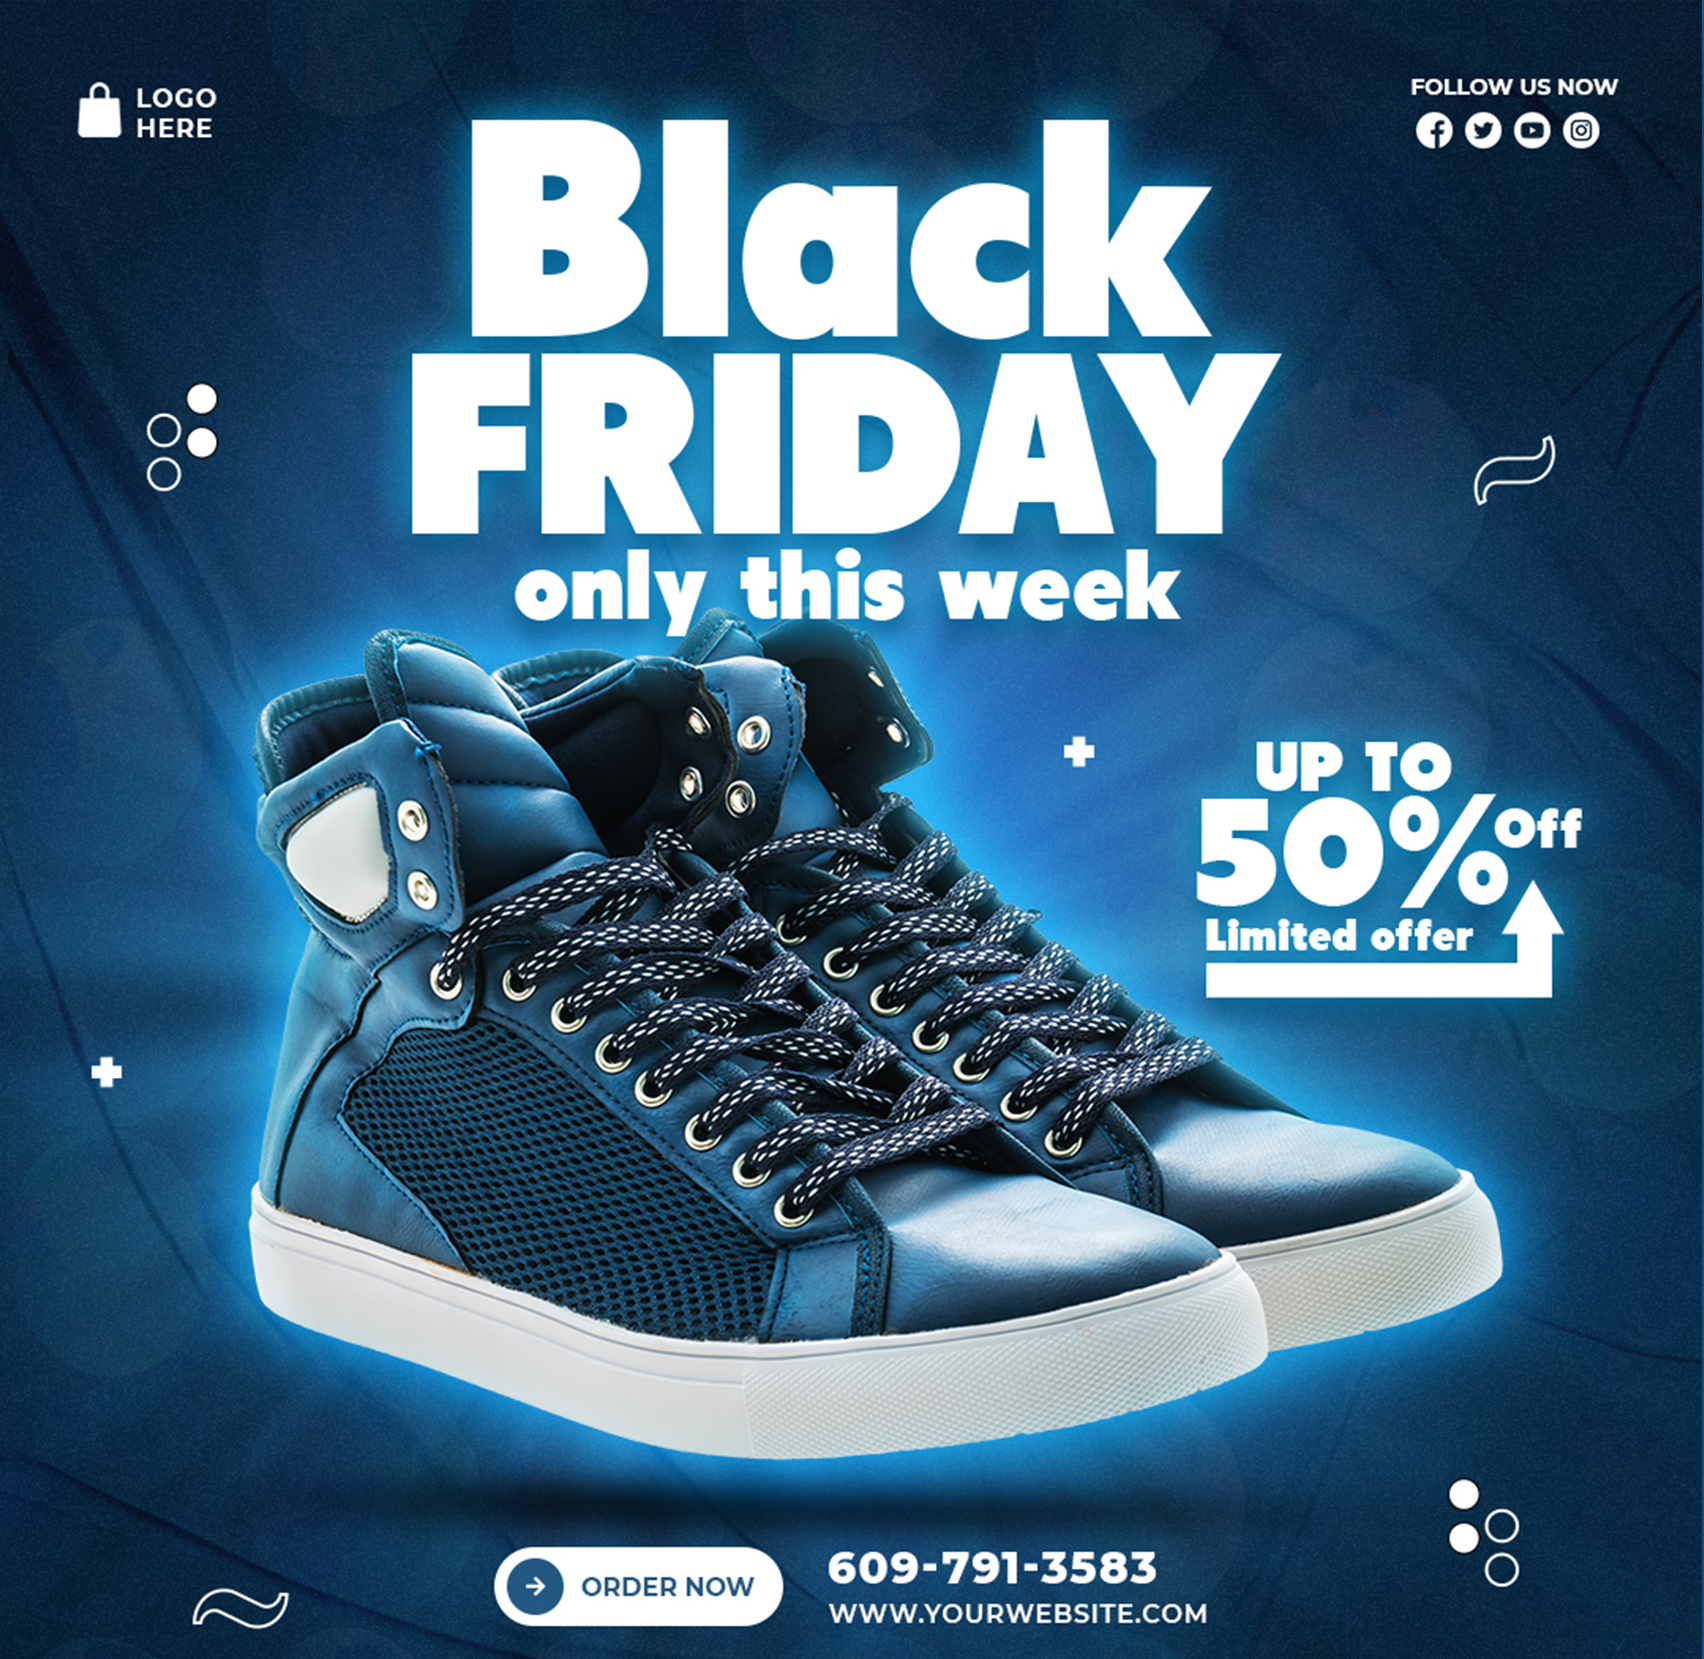 LOGO
HERE
FOLLOW US NOW
Black
FRIDAY
only this week
UP TO
50% Off
Limited offer
ORDER NOW
609-791-3583
WWW.YOURWEBSITE.COM